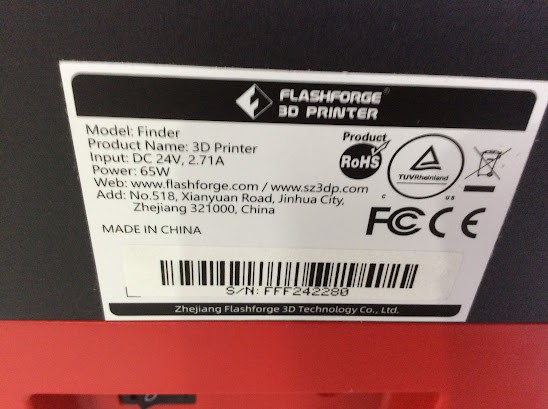 FLASHFORGE®
3D PRINTER
Model: Finder
Product Name: 3D Printer
Input: DC 24V, 2.71A
Power: 65W
Web: www.flashforge.com / www.sz3dp.com
Add: No.518, Xianyuan Road, Jinhua City,
Zhejiang 321000, China
MADE IN CHINA
Product
RoHS
TUVRheinland
C US
FC CE
S/N: FFF242280
Zhejiang Flashforge 3D Technology Co., Ltd.